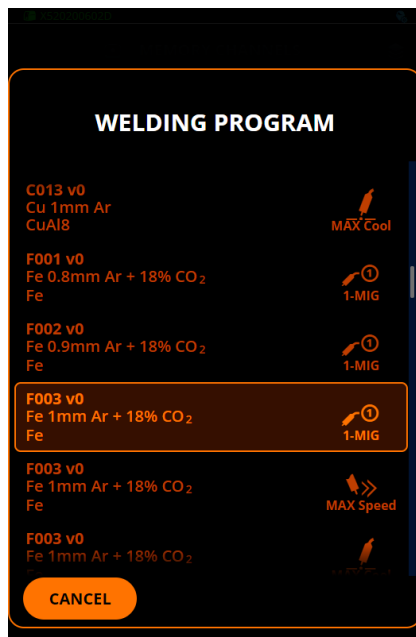 WELDING PROGRAM
C013 v0
Cu 1mm Ar
CuAl8
MAX Cool
F001 v0
Fe 0.8mm Ar + 18% CO₂
Fe
1
1-MIG
F002 v0
Fe 0.9mm Ar + 18% CO₂
Fe
1
1-MIG
F003 v0
Fe 1mm Ar + 18% CO₂
Fe
1
1-MIG
F003 v0
Fe 1mm Ar + 18% CO₂
Fe
MAX Speed
F003 v0
Fe 1mm Ar + 18% CO₂
CANCEL